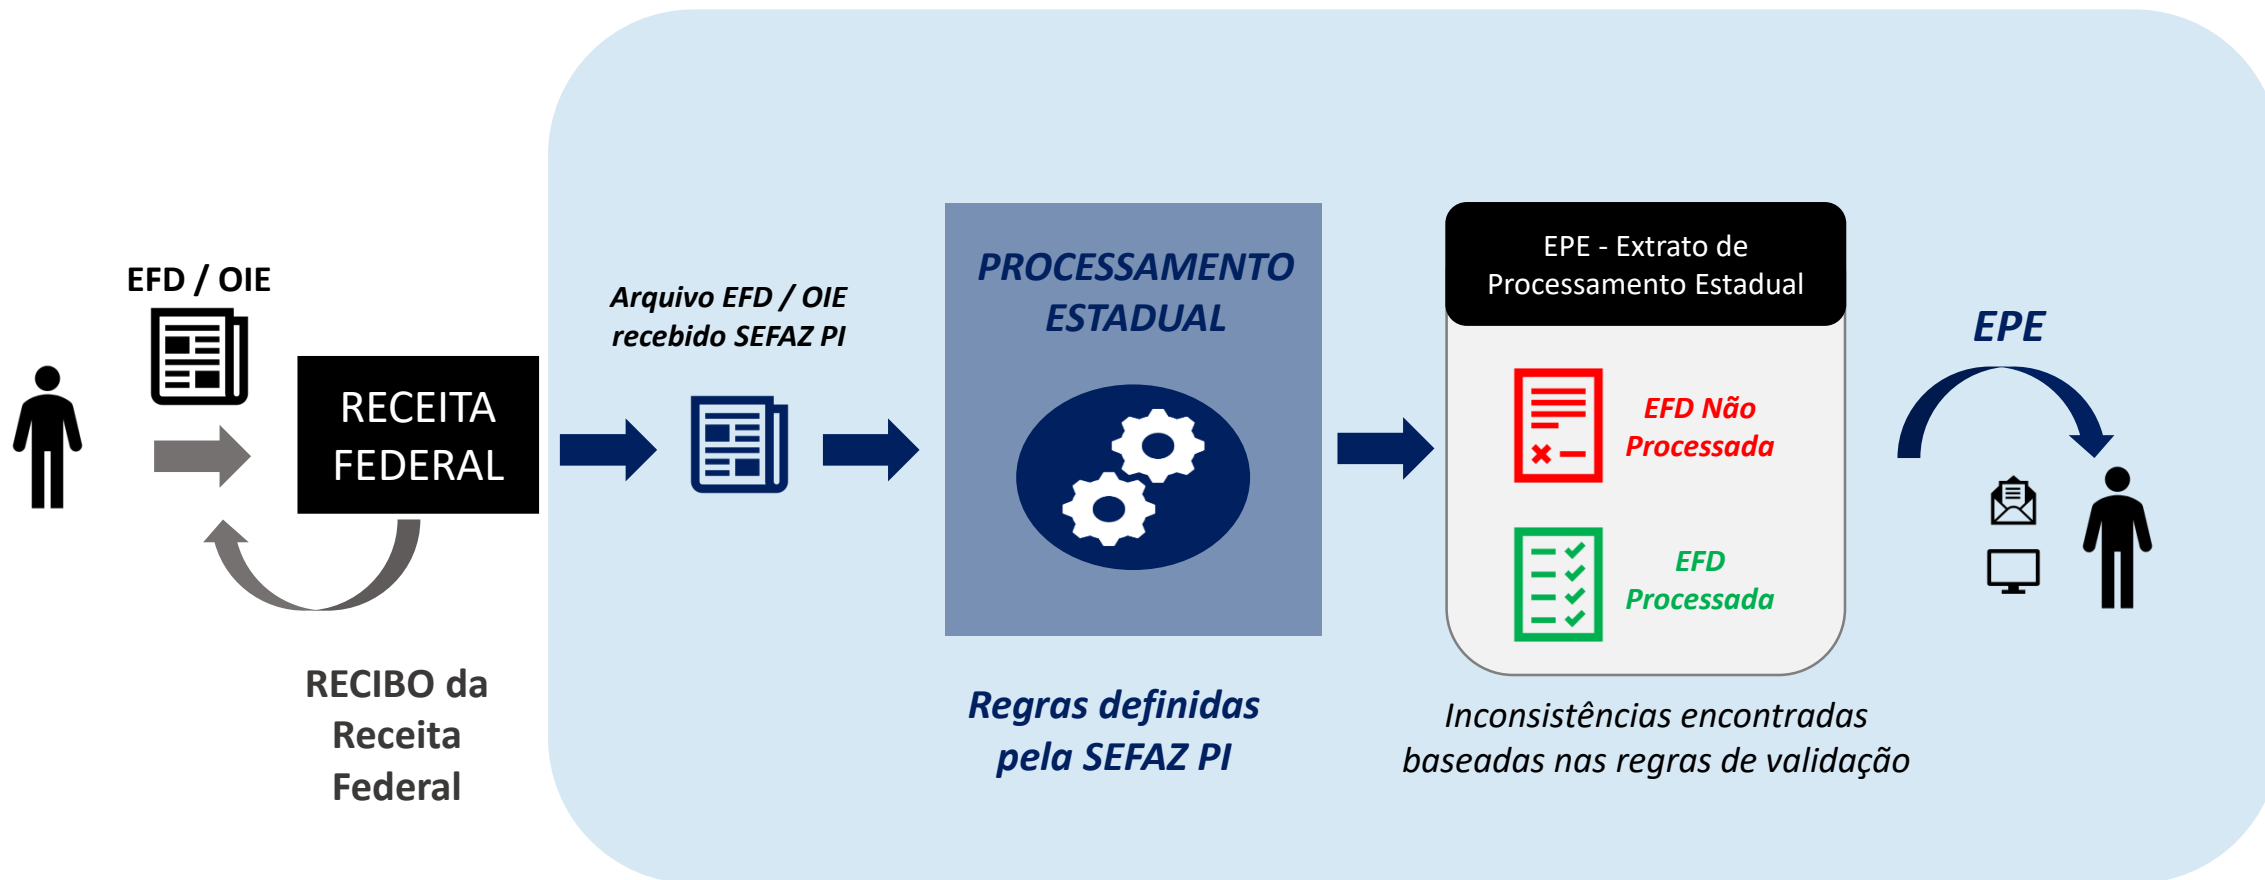 EFD / OIE
RECEITA
FEDERAL
RECIBO da
Receita
Federal
Arquivo EFD / OIE
recebido SEFAZ PI
PROCESSAMENTO
ESTADUAL
Regras definidas
pela SEFAZ PI
EPE - Extrato de
Processamento Estadual
EFD Não
Processada
EFD
Processada
Inconsistências encontradas
baseadas nas regras de validação
EPE